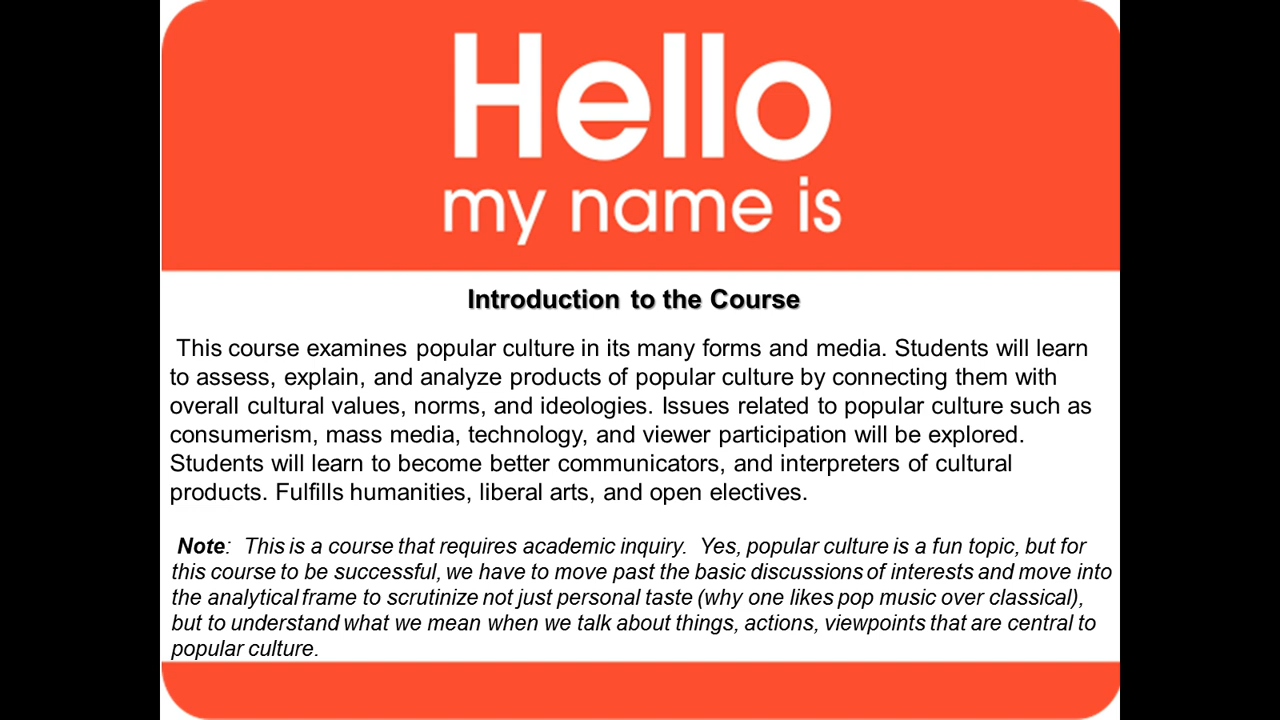 Hello
my name is
Introduction to the Course
This course examines popular culture in its many forms and media. Students will learn
to assess, explain, and analyze products of popular culture by connecting them with
overall cultural values, norms, and ideologies. Issues related to popular culture such as
consumerism, mass media, technology, and viewer participation will be explored.
Students will learn to become better communicators, and interpreters of cultural
products. Fulfills humanities, liberal arts, and open electives.
Note: This is a course that requires academic inquiry. Yes, popular culture is a fun topic, but for
this course to be successful, we have to move past the basic discussions of interests and move into
the analytical frame to scrutinize not just personal taste (why one likes pop music over classical),
but to understand what we mean when we talk about things, actions, viewpoints that are central to
popular culture.